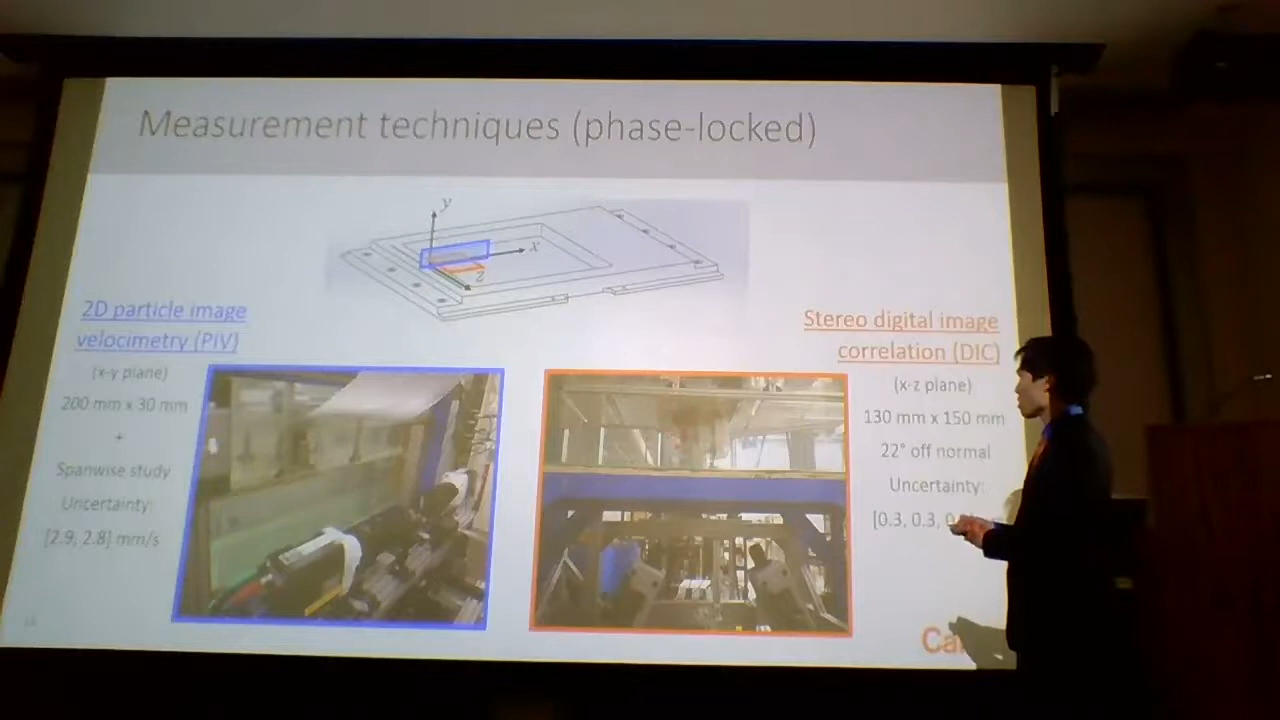 Measurement techniques (phase-locked)
y
x
z
2D particle image
velocimetry (PIV)
(x-y plane)
200 mm x 30 mm
+
Spanwise study
Uncertainty:
[2.9, 2.8] mm/s
Stereo digital image
correlation (DIC)
(x-z plane)
130 mm x 150 mm
22° off normal
Uncertainty:
[0.3, 0.3,